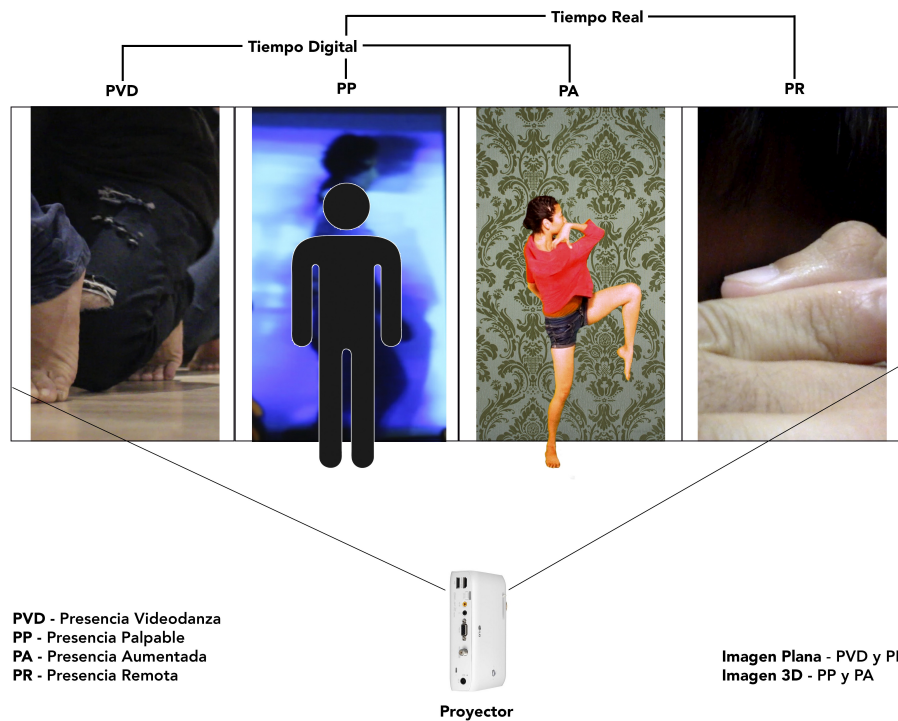 Tiempo Real
Tiempo Digital
PVD
PP
PA
PR
PVD - Presencia Videodanza
PP - Presencia Palpable
PA - Presencia Aumentada
PR - Presencia Remota
Imagen Plana - PVD y
Imagen 3D - PP y PA
Proyector